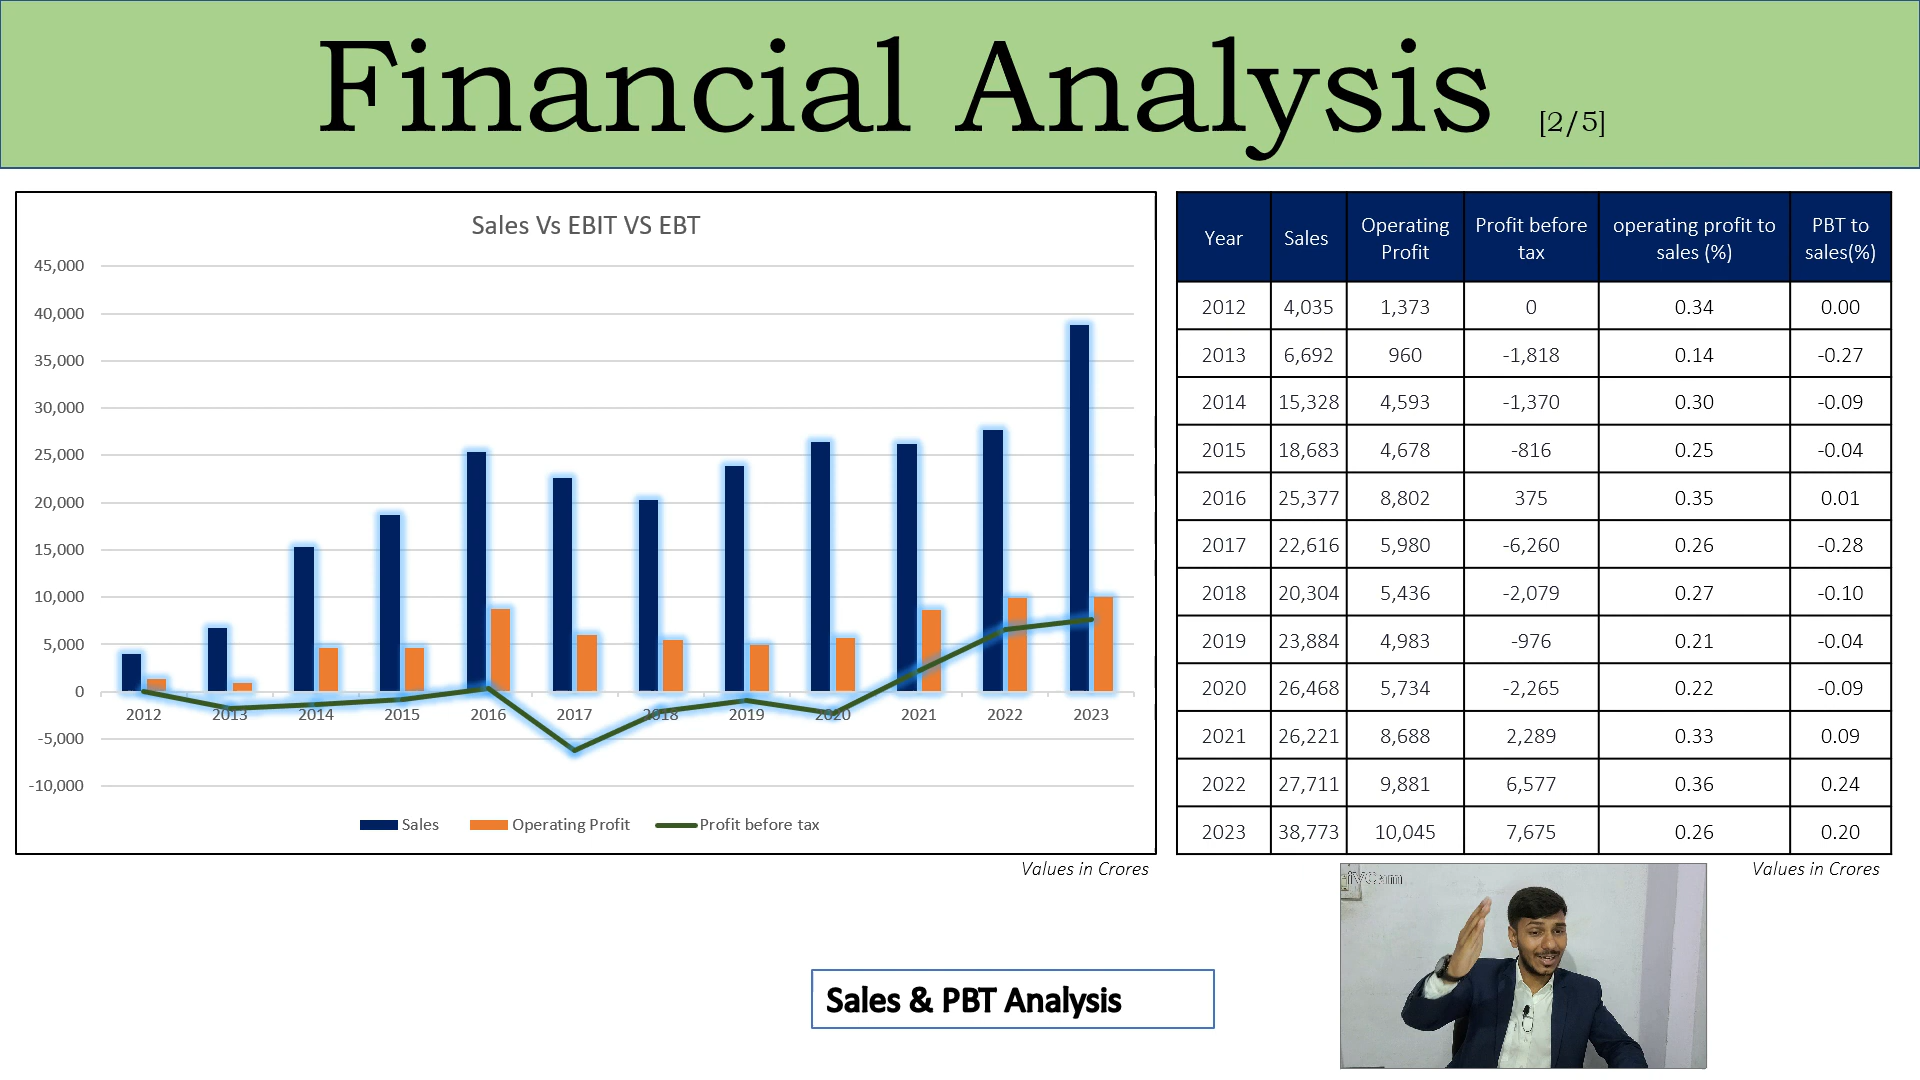 Financial Analysis [2/5]
Sales Vs EBIT VS EBT
45,000
40,000
35,000
30,000
25,000
20,000
15,000
10,000
5,000
0
-5,000
-10,000
2012 2013 2014 2015 2016 2017 2018 2019 2020 2021 2022 2023
Sales Operating Profit Profit before tax
Values in Crores
Year Sales Operating Profit Profit before tax operating profit to sales (%) PBT to sales(%)
2012 4,035 1,373 0 0.34 0.00
2013 6,692 960 -1,818 0.14 -0.27
2014 15,328 4,593 -1,370 0.30 -0.09
2015 18,683 4,678 -816 0.25 -0.04
2016 25,377 8,802 375 0.35 0.01
2017 22,616 5,980 -6,260 0.26 -0.28
2018 20,304 5,436 -2,079 0.27 -0.10
2019 23,884 4,983 -976 0.21 -0.04
2020 26,468 5,734 -2,265 0.22 -0.09
2021 26,221 8,688 2,289 0.33 0.09
2022 27,711 9,881 6,577 0.36 0.24
2023 38,773 10,045 7,675 0.26 0.20
Values in Crores
Sales & PBT Analysis